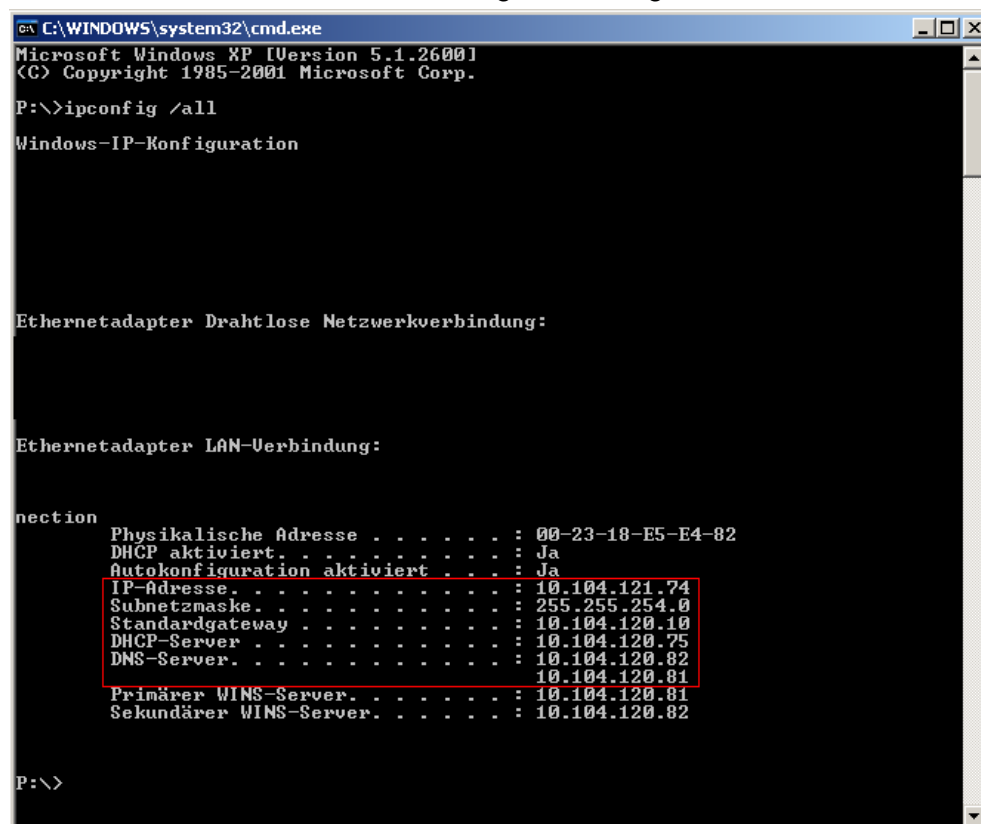 C:\WINDOWS\system32\cmd.exe
Microsoft Windows XP [Version 5.1.2600]
(C) Copyright 1985-2001 Microsoft Corp.
P:\>ipconfig /all
Windows-IP-Konfiguration
Ethernetadapter Drahtlose Netzwerkverbindung:
Ethernetadapter LAN-Verbindung:
nection
Physikalische Adresse . . . . . . : 00-23-18-E5-E4-82
DHCP aktiviert. . . . . . . . . . : Ja
Autokonfiguration aktiviert . . . : Ja
IP-Adresse. . . . . . . . . . . . : 10.104.121.74
Subnetzmaske. . . . . . . . . . . : 255.255.254.0
Standardgateway . . . . . . . . . : 10.104.120.10
DHCP-Server . . . . . . . . . . . : 10.104.120.75
DNS-Server. . . . . . . . . . . . : 10.104.120.82
10.104.120.81
Primärer WINS-Server. . . . . . . : 10.104.120.81
Sekundärer WINS-Server. . . . . . : 10.104.120.82
P:\>